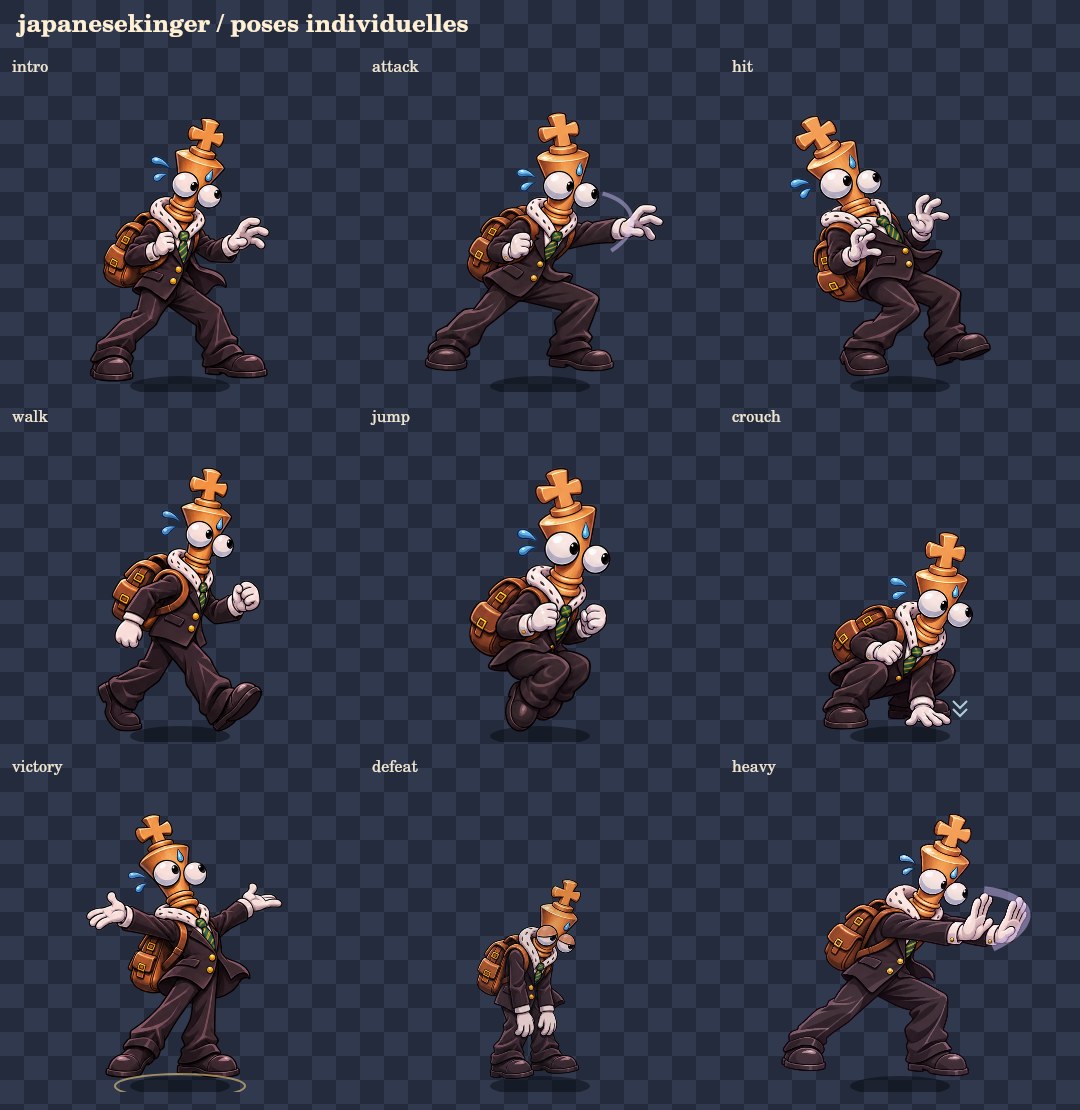 japanesekinger / poses individuelles
intro
attack
hit
walk
jump
crouch
victory
defeat
heavy